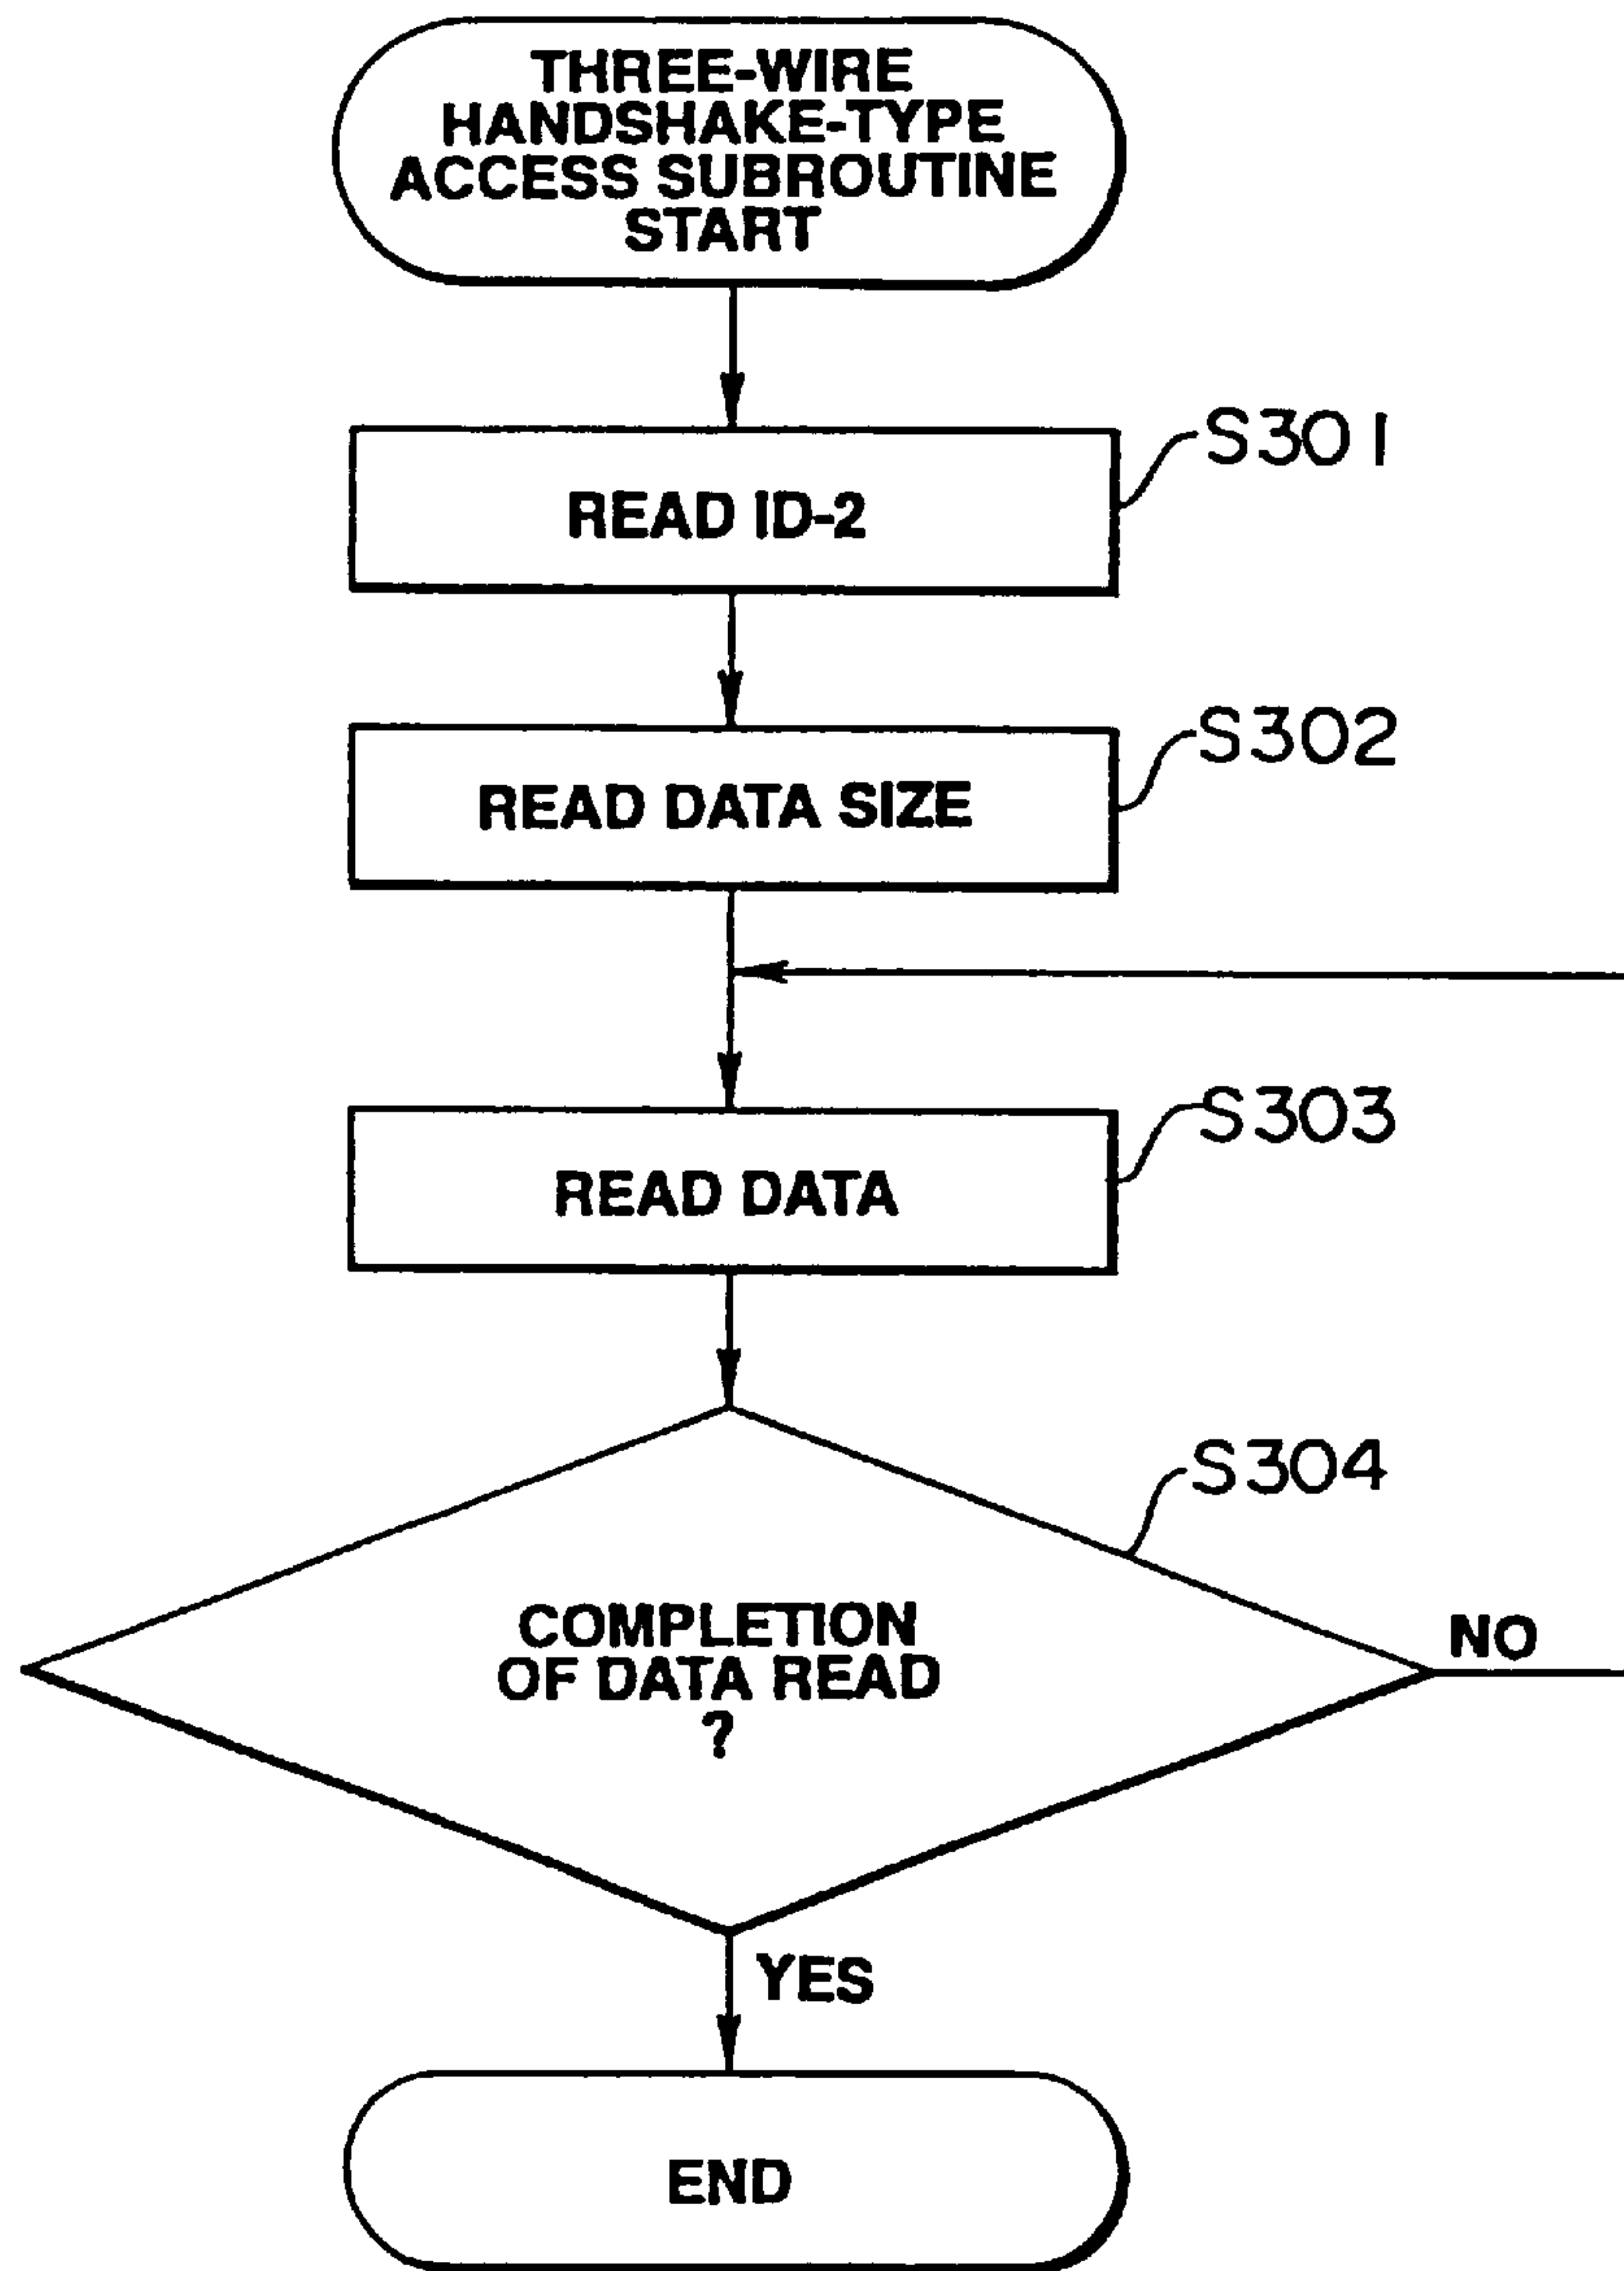 THREE-WIRE
HANDSHAKE-TYPE
ACCESS SUBROUTINE
START
S301
READ ID-2
S302
READ DATA SIZE
S303
READ DATA
S304
COMPLETION
OF DATA READ
?
NO
YES
END